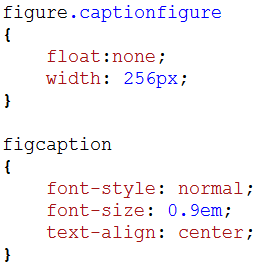 figure.captionfigure
{
    float:none;
    width: 256px;
}

figcaption
{
    font-style: normal;
    font-size: 0.9em;
    text-align: center;
}